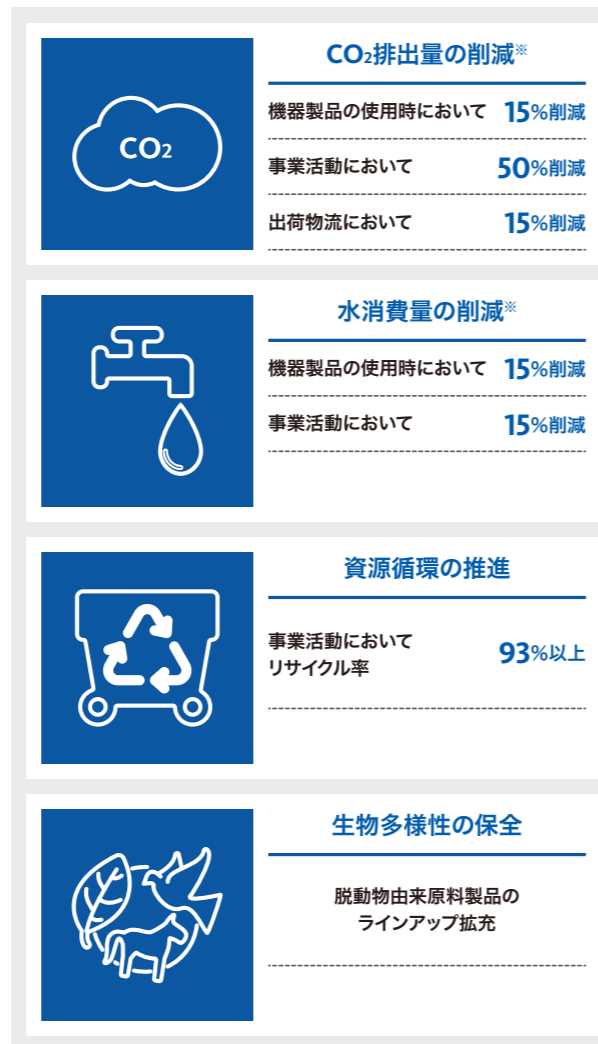 CO2
CO2排出量の削減※
機器製品の使用時において 15%削減
事業活動において 50%削減
出荷物流において 15%削減
水消費量の削減※
機器製品の使用時において 15%削減
事業活動において 15%削減
資源循環の推進
事業活動において
リサイクル率
93%以上
生物多様性の保全
脱動物由来原料製品の
ラインアップ拡充